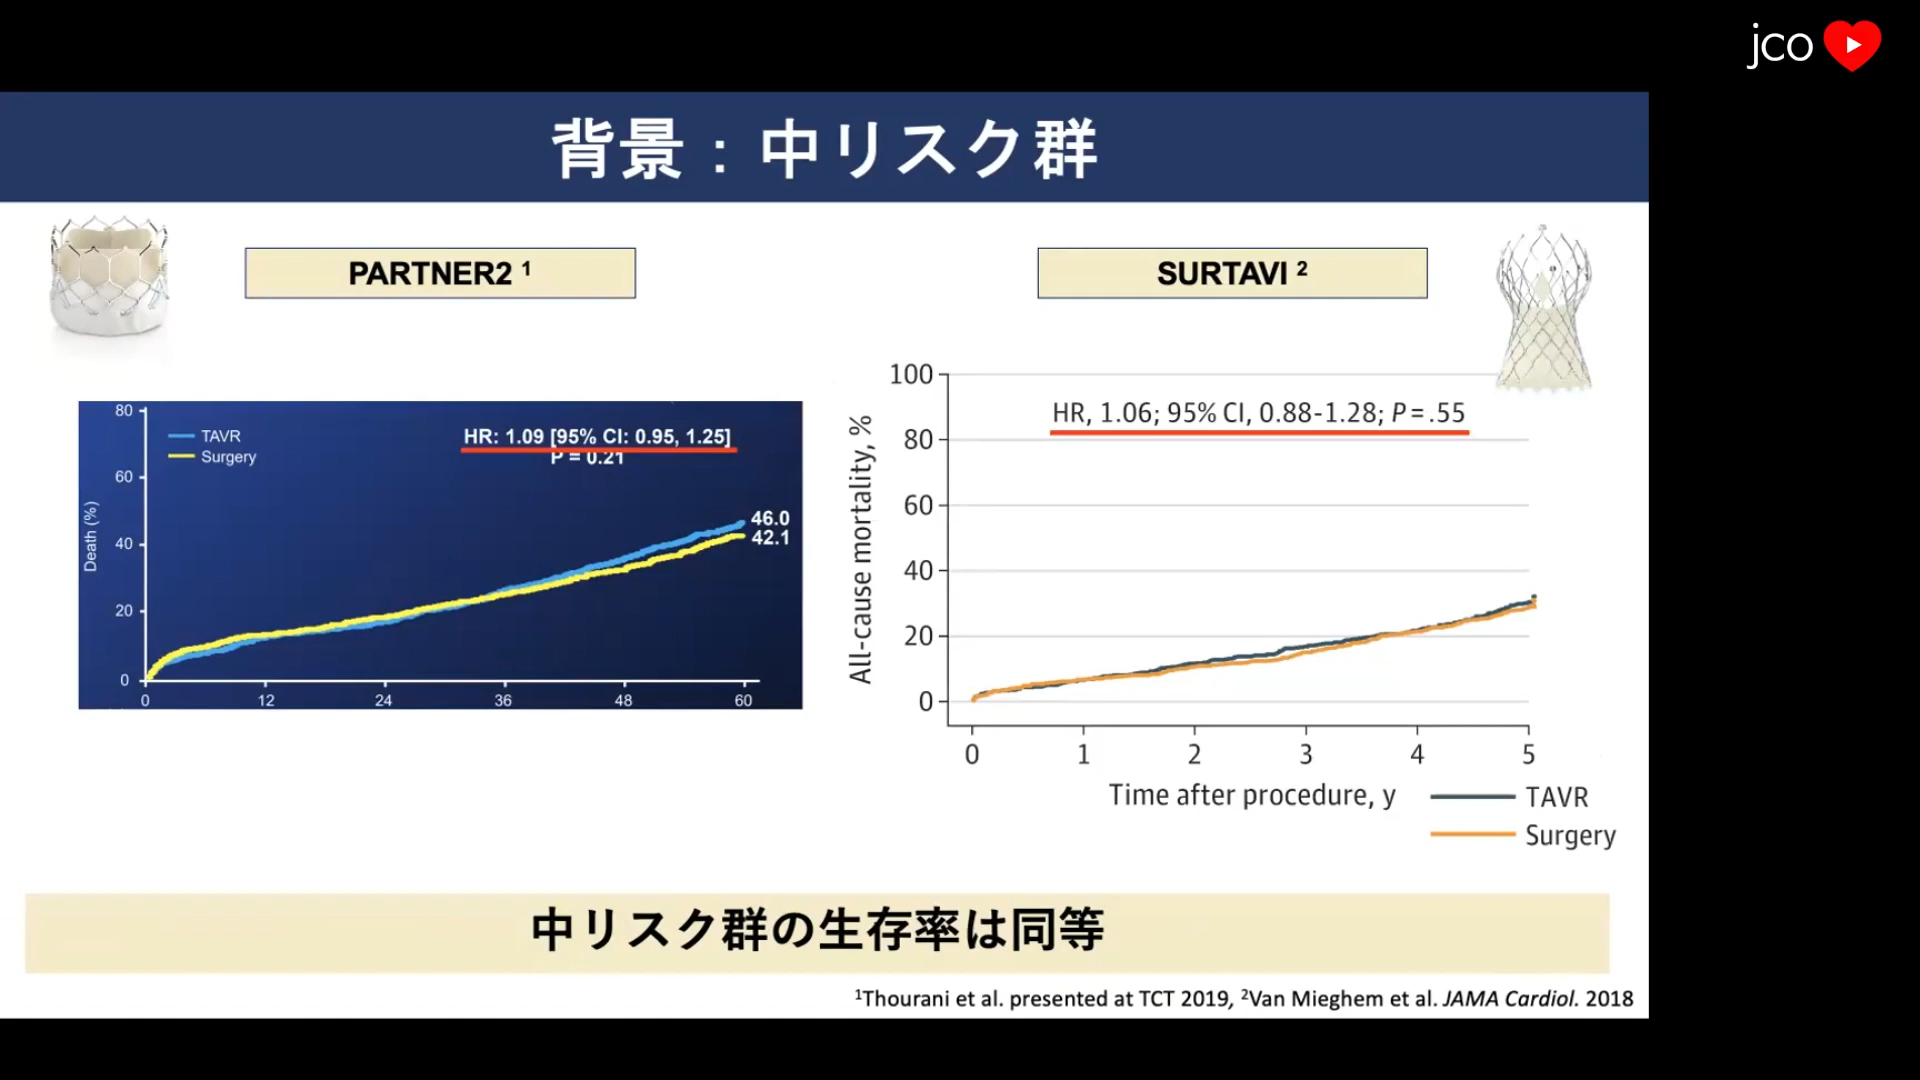 jco
背景：中リスク群
PARTNER2 1
SURTAVI 2
80
60
40
20
0
Death (%)
TAVR
Surgery
HR: 1.09 [95% CI: 0.95, 1.25]
P = 0.21
46.0
42.1
0 12 24 36 48 60
100
80
60
40
20
0
All-cause mortality, %
HR, 1.06; 95% CI, 0.88-1.28; P = .55
0 1 2 3 4 5
Time after procedure, y
TAVR
Surgery
中リスク群の生存率は同等
1Thourani et al. presented at TCT 2019, 2Van Mieghem et al. JAMA Cardiol. 2018